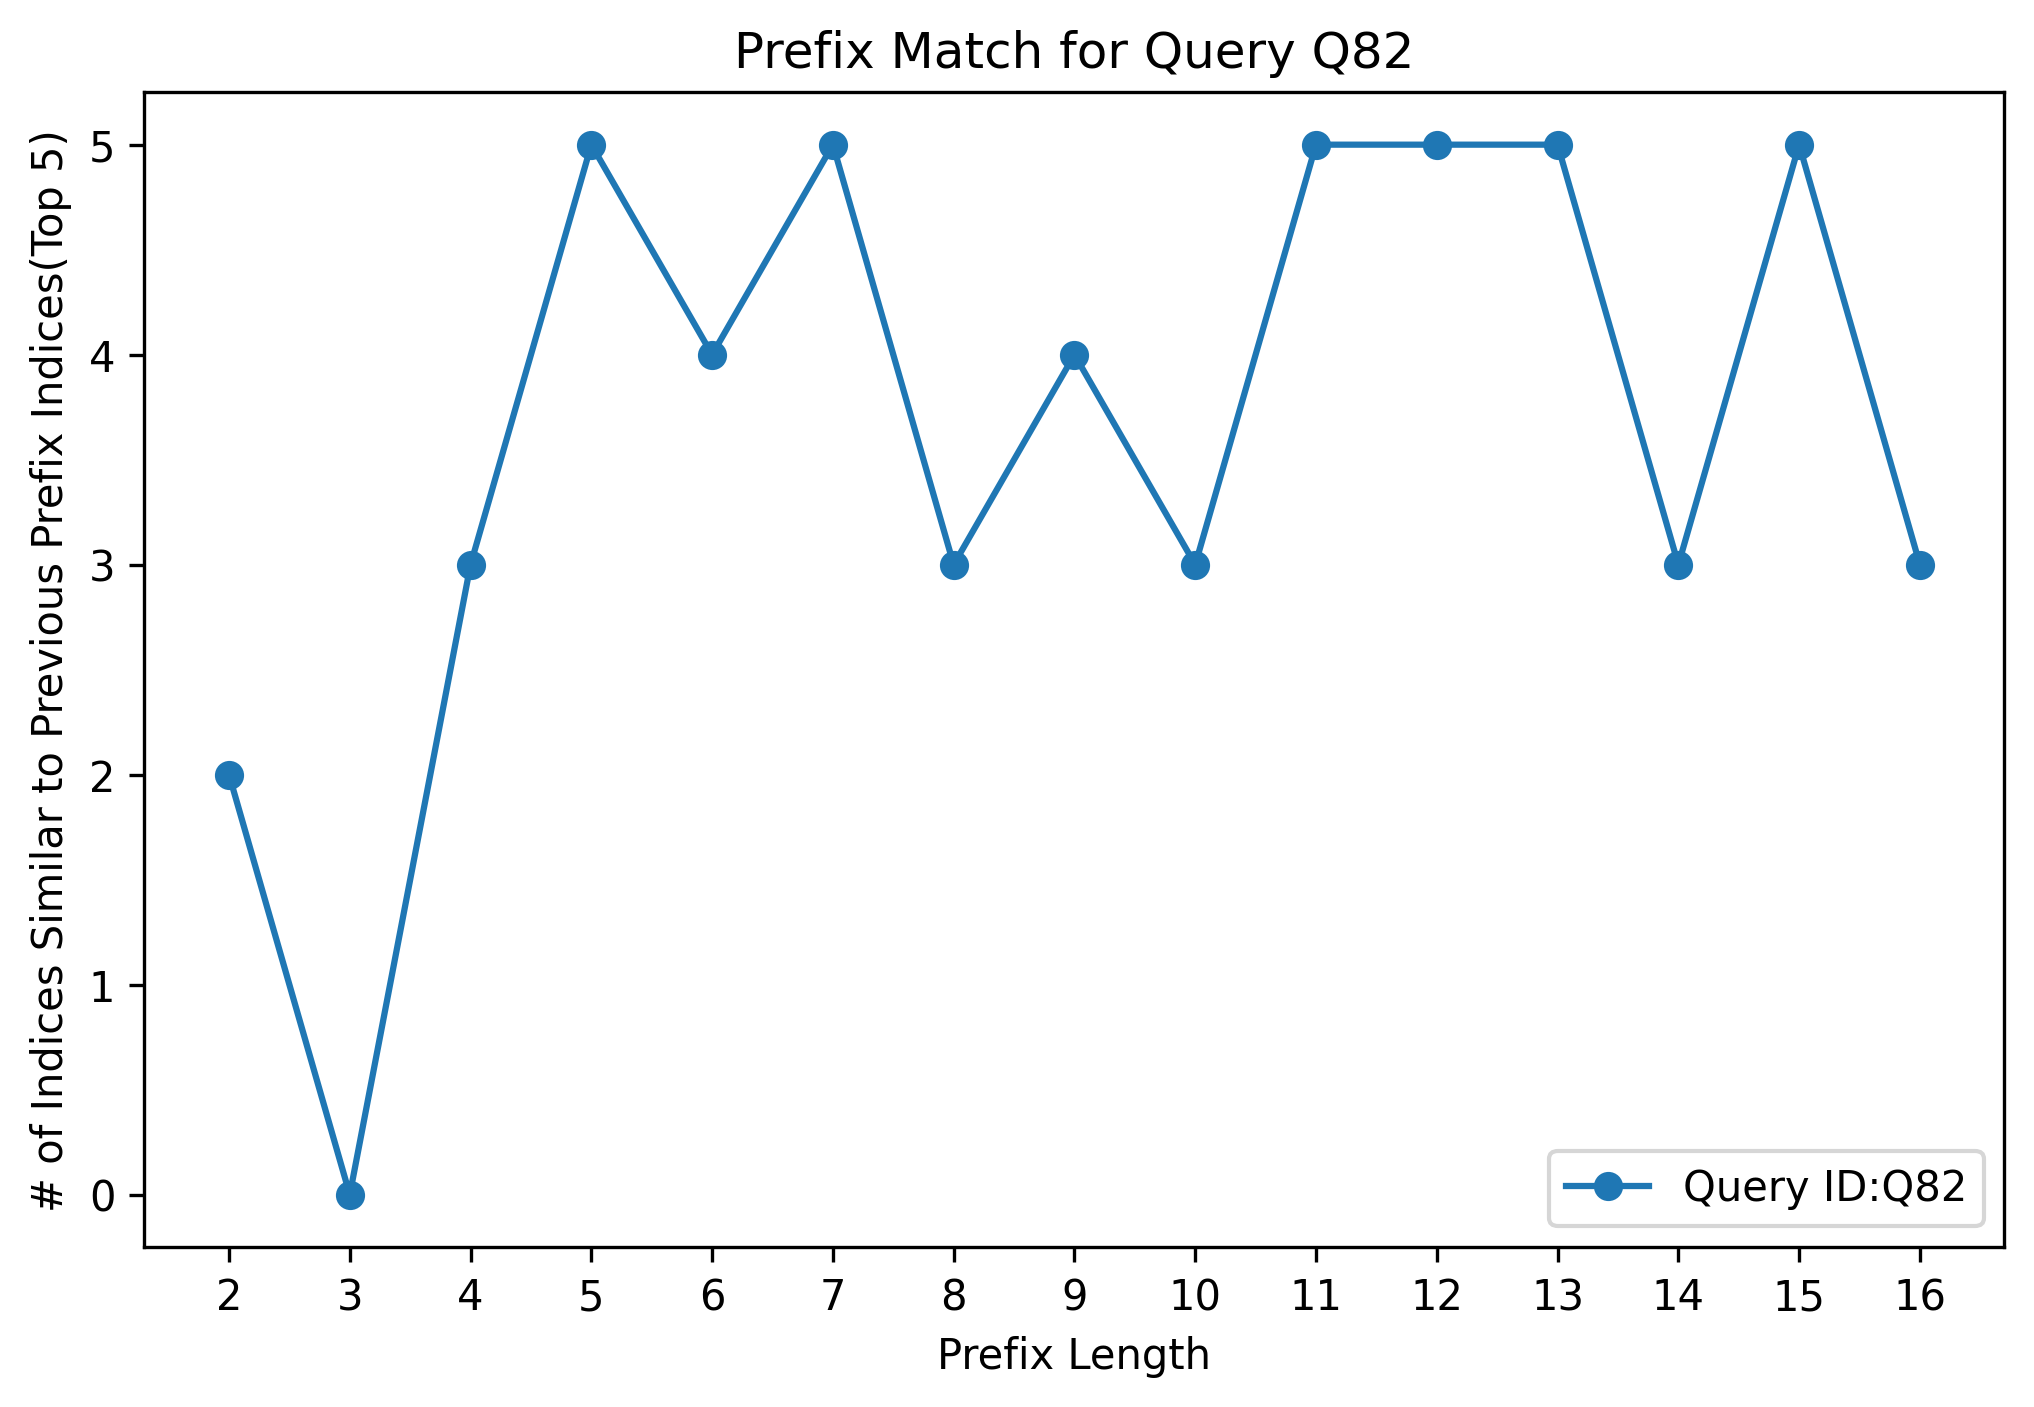 Prefix Match for Query Q82
# of Indices Similar to Previous Prefix Indices(Top 5)
5
4
3
2
1
0
Query ID:Q82
2 3 4 5 6 7 8 9 10 11 12 13 14 15 16
Prefix Length